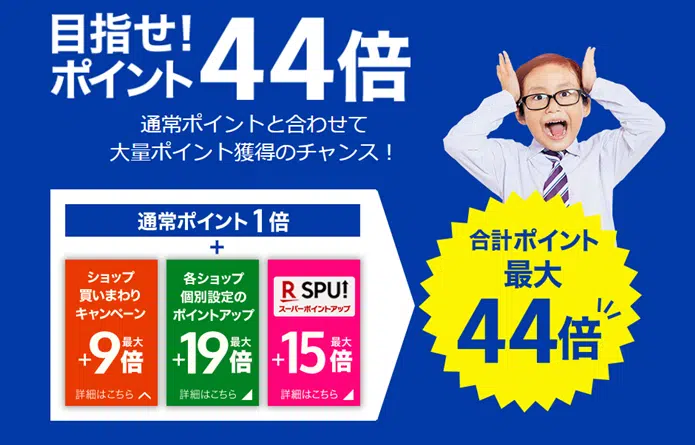 目指せ!
ポイント44倍
通常ポイントと合わせて
大量ポイント獲得のチャンス!
通常ポイント1倍
+
ショップ
買いまわり
キャンペーン
最大
+9倍
詳細はこちら
各ショップ
個別設定の
ポイントアップ
最大
+19倍
詳細はこちら
R SPU
スーパーポイントアップ
最大
+15倍
詳細はこちら
合計ポイント
最大
44倍